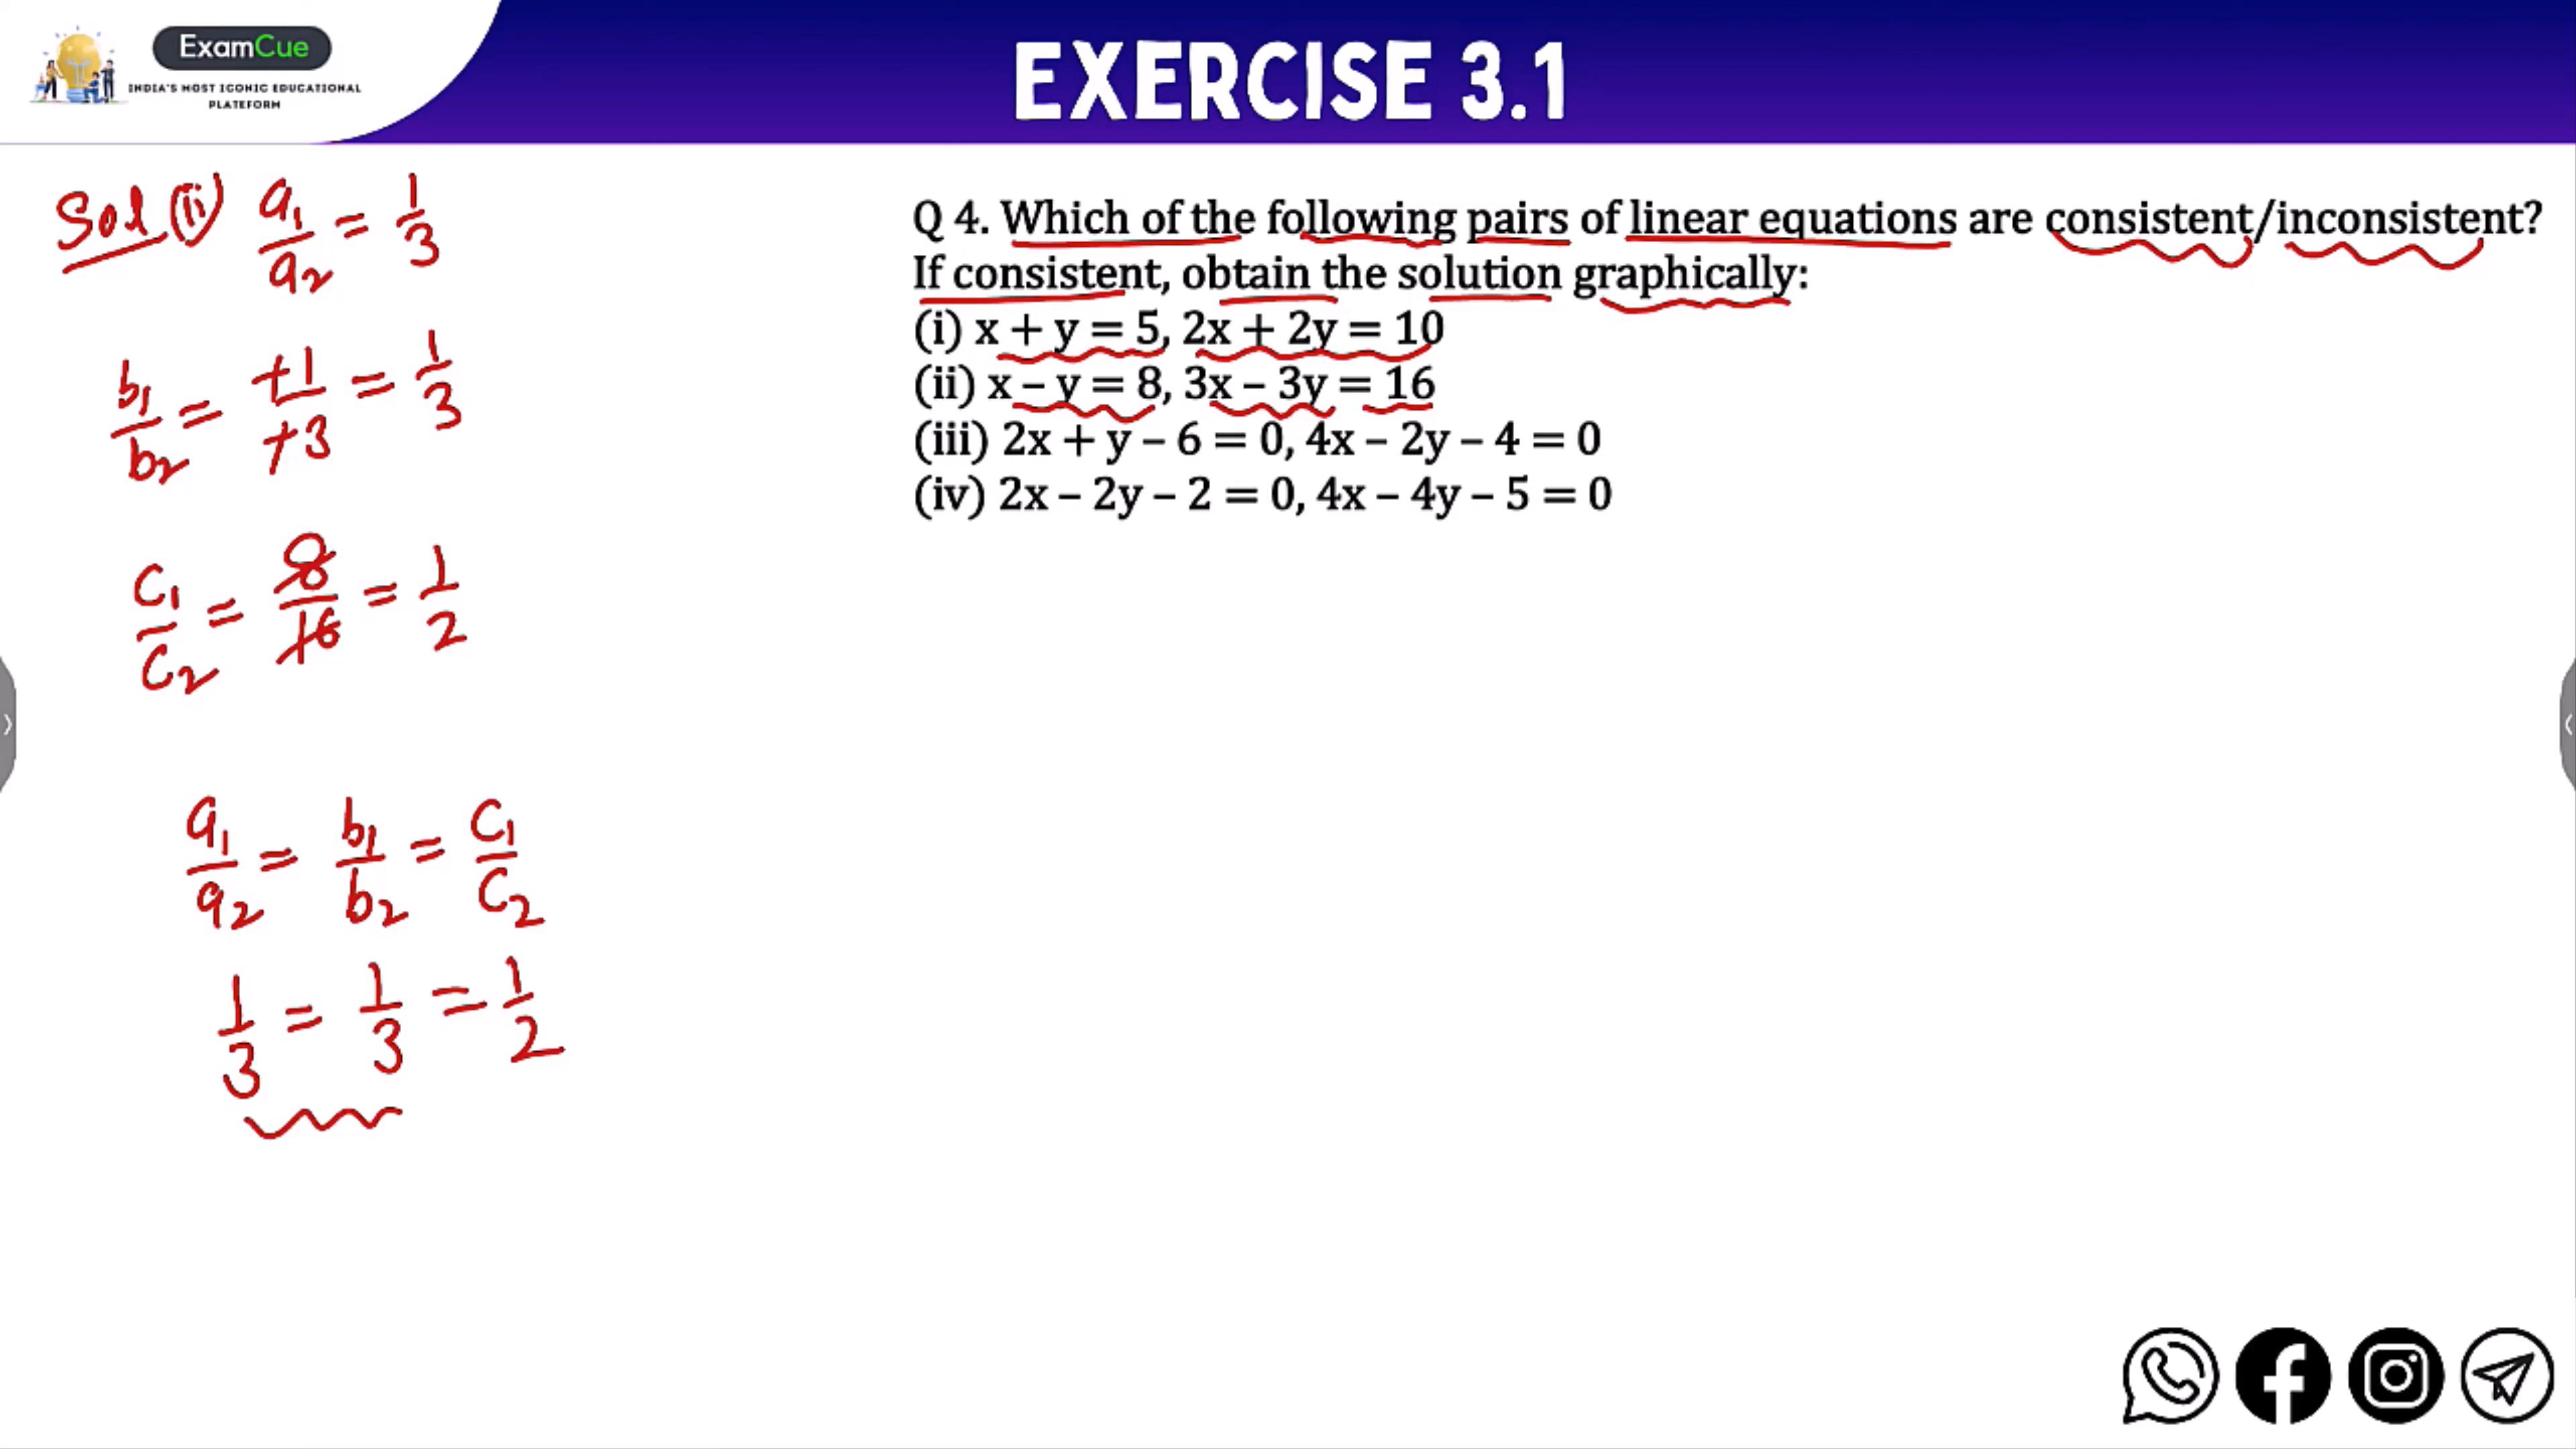 ExamCue
INDIA'S MOST ICONIC EDUCATIONAL
PLATEFORM
EXERCISE 3.1
Sol (ii) a1/a2 = 1/3
b1/b2 = +1/+3 = 1/3
c1/c2 = 8/16 = 1/2
a1/a2 = b1/b2 = c1/c2
1/3 = 1/3 = 1/2
Q 4. Which of the following pairs of linear equations are consistent/inconsistent?
If consistent, obtain the solution graphically:
(i) x + y = 5, 2x + 2y = 10
(ii) x – y = 8, 3x – 3y = 16
(iii) 2x + y – 6 = 0, 4x – 2y – 4 = 0
(iv) 2x – 2y – 2 = 0, 4x – 4y – 5 = 0